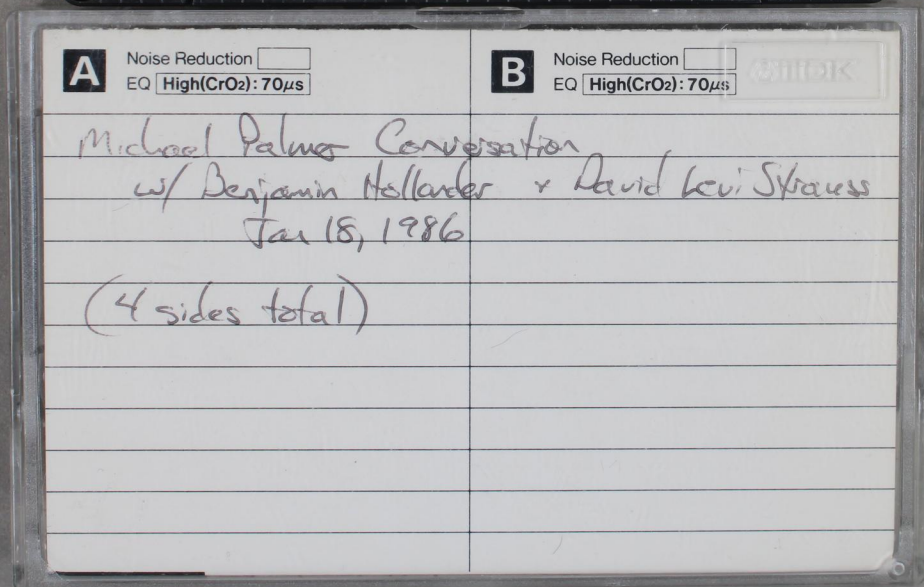 A
Noise Reduction
EQ High(CrO2):70µs
B
Noise Reduction
EQ High(CrO2):70µs
Michael Palmer Conversation
w/ Benjamin Hollander + David Levi Strauss
Jan 18, 1986
(4 sides total)